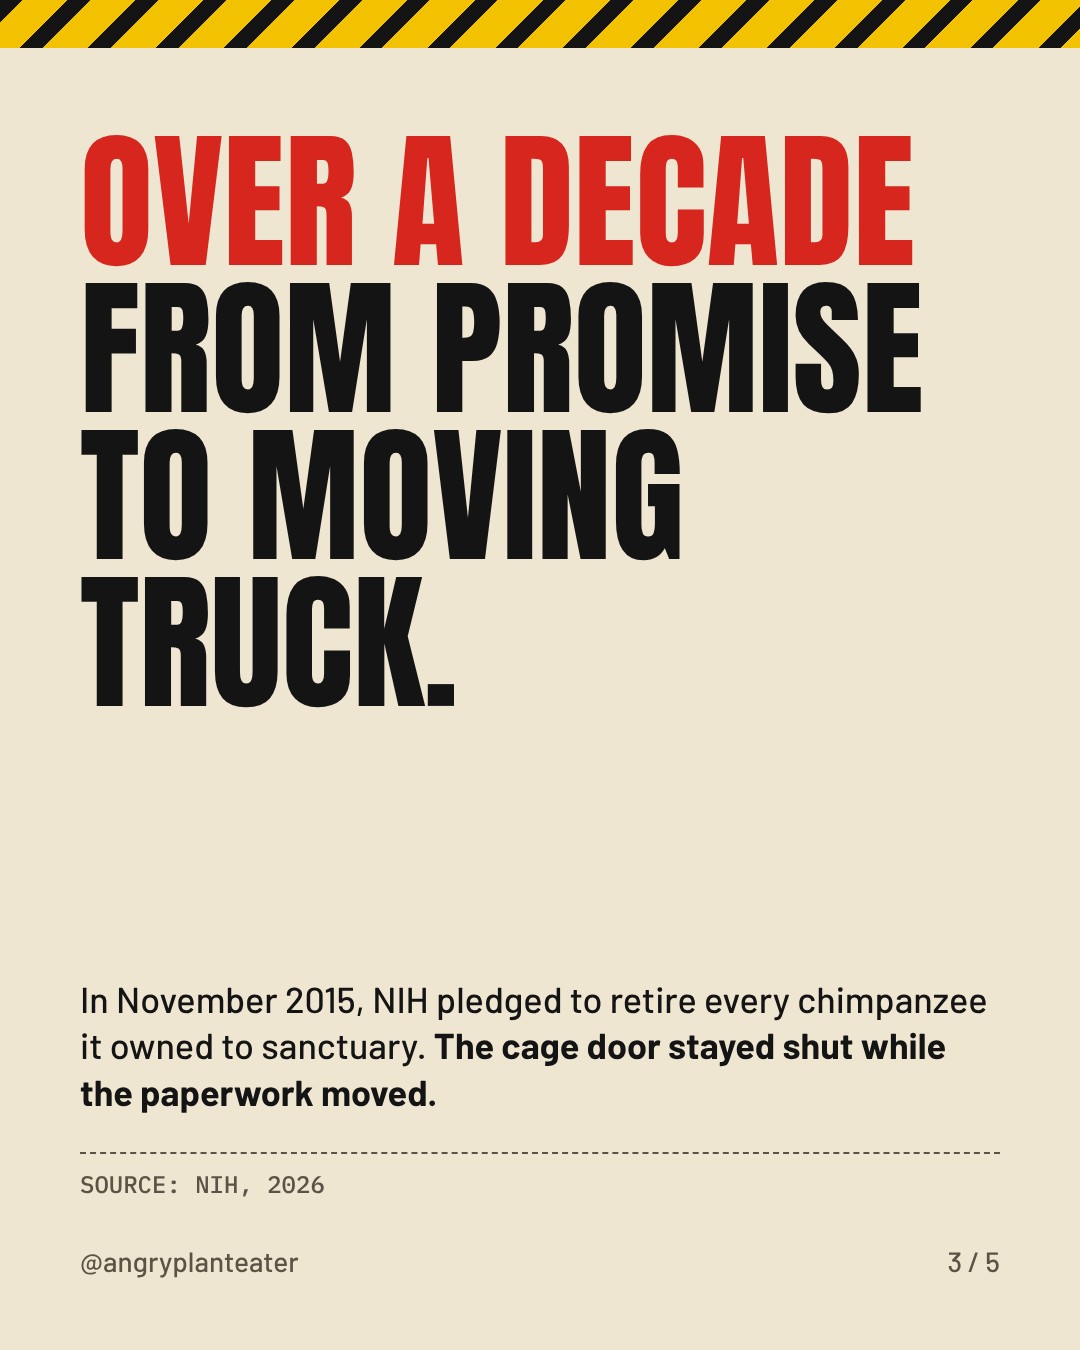 OVER A DECADE
FROM PROMISE
TO MOVING
TRUCK.
In November 2015, NIH pledged to retire every chimpanzee
it owned to sanctuary. The cage door stayed shut while
the paperwork moved.
SOURCE: NIH, 2026
@angryplanteater
3 / 5